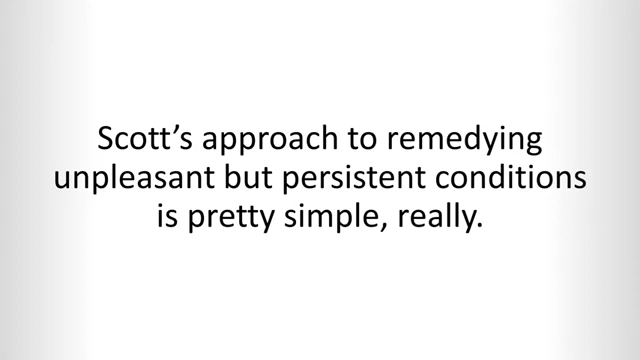 Scott’s approach to remedying
unpleasant but persistent conditions
is pretty simple, really.